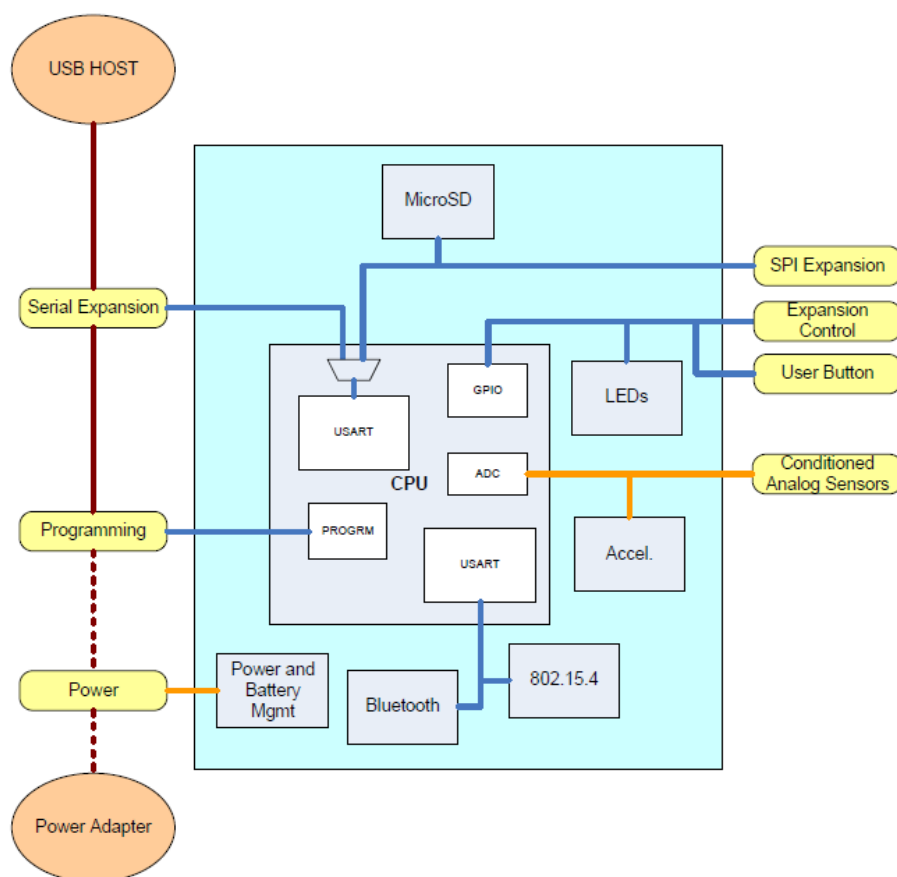 USB HOST
MicroSD
SPI Expansion
Serial Expansion
Expansion
Control
GPIO
LEDs
User Button
USART
CPU
ADC
Conditioned
Analog Sensors
Programming
PROGRM
USART
Accel.
Power
Power and
Battery
Mgmt
Bluetooth
802.15.4
Power Adapter